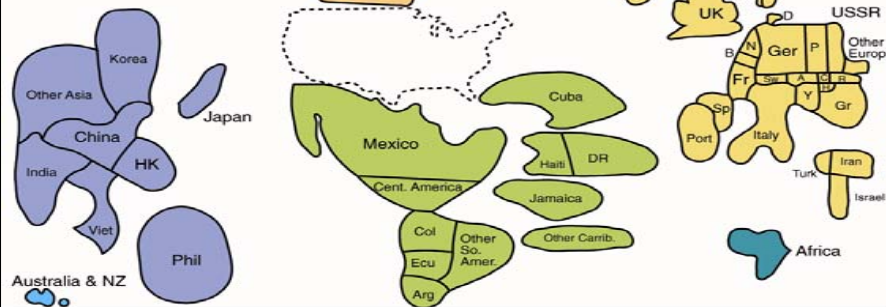 Korea
Other Asia
Japan
China
India
HK
Viet
Phil
Australia & NZ
Mexico
Cent. America
Col
Ecu
Arg
Other
So.
Amer.
Cuba
Haiti
DR
Jamaica
Other Carrib.
UK
D
USSR
B
N
Ger
P
Other
Europ
Fr
Sw
A
C
R
H
Y
Gr
Sp
Port
Italy
Turk
Iran
Israel
Africa